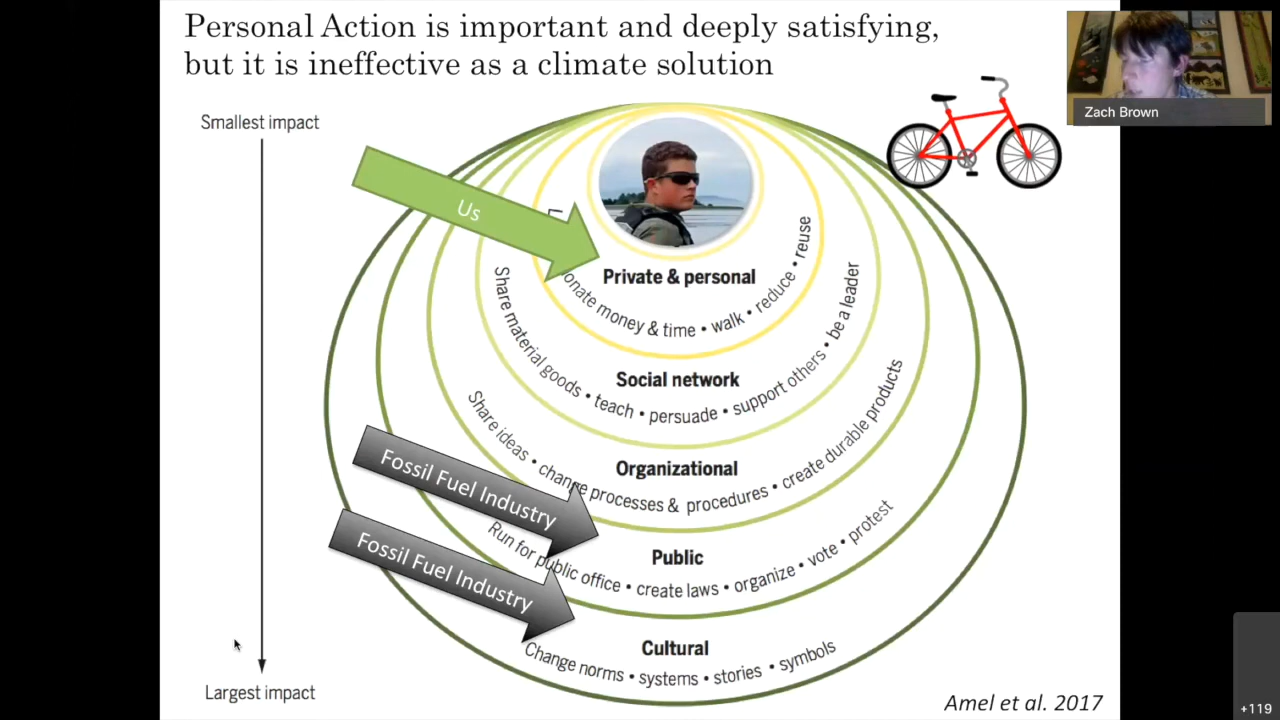 Personal Action is important and deeply satisfying,
but it is ineffective as a climate solution
Zach Brown
Smallest impact
Us
Private & personal
onate money & time • walk • reduce • reuse
Social network
Share material goods • teach • persuade • support others • be a leader
Organizational
Share ideas • change processes & procedures • create durable products
Fossil Fuel Industry
Public
Run for public office • create laws • organize • vote • protest
Fossil Fuel Industry
Cultural
Change norms • systems • stories • symbols
Largest impact
Amel et al. 2017
+119